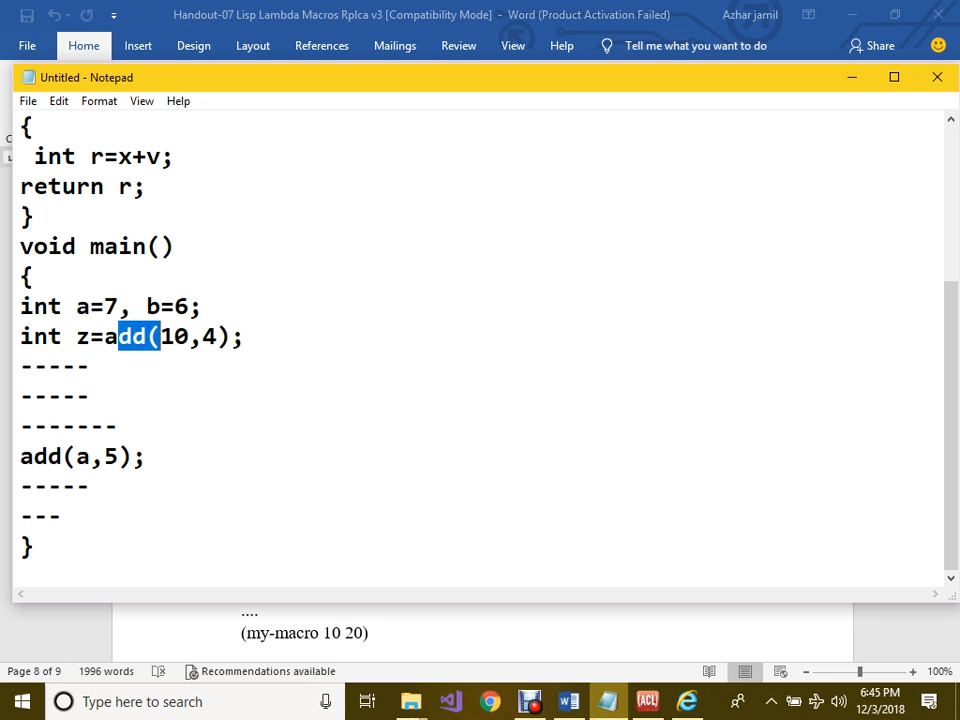 Handout-07 Lisp Lambda Macros Rplca v3 [Compatibility Mode] - Word (Product Activation Failed)
Azhar jamil
File Home Insert Design Layout References Mailings Review View Help Tell me what you want to do Share
Untitled - Notepad
File Edit Format View Help
{
int r=x+v;
return r;
}
void main()
{
int a=7, b=6;
int z=add(10,4);
-----
-----
-------
add(a,5);
-----
---
}
....
(my-macro 10 20)
Page 8 of 9 1996 words Recommendations available 100%
Type here to search
ACL
6:45 PM
12/3/2018